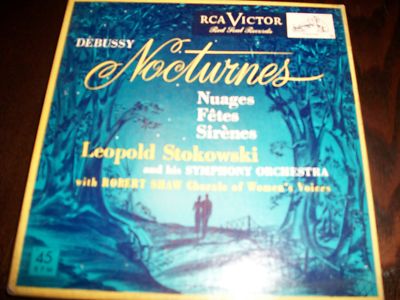 RCA VICTOR
Red Seal Records
DEBUSSY
Nocturnes
Nuages
Fêtes
Sirènes
Leopold Stokowski
and his SYMPHONY ORCHESTRA
with ROBERT SHAW Chorale of Women's Voices
45
RPM